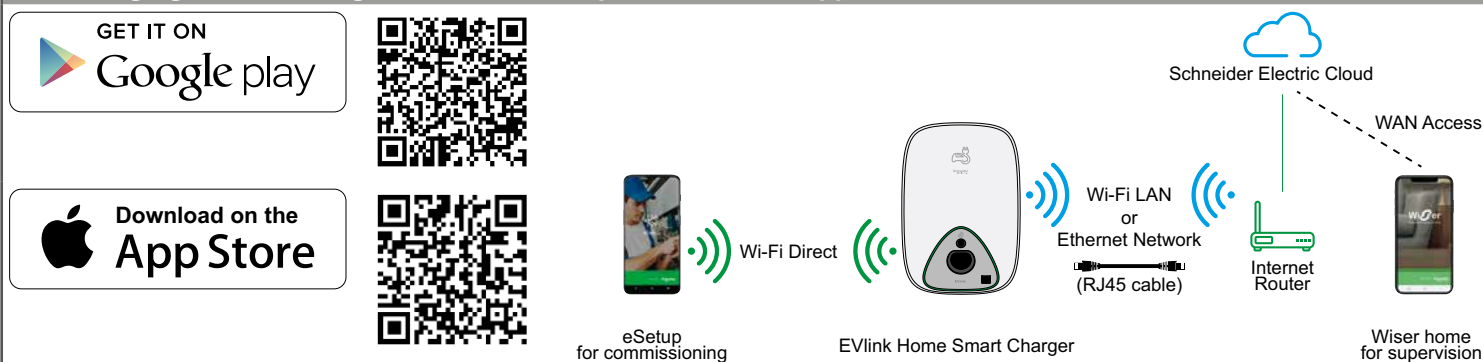 GET IT ON
Google play
Download on the
App Store
Wi-Fi Direct
eSetup
for commissioning
EVlink Home Smart Charger
Wi-Fi LAN
or
Ethernet Network
(RJ45 cable)
Schneider Electric Cloud
WAN Access
Internet
Router
Wiser
Wiser home
for supervision